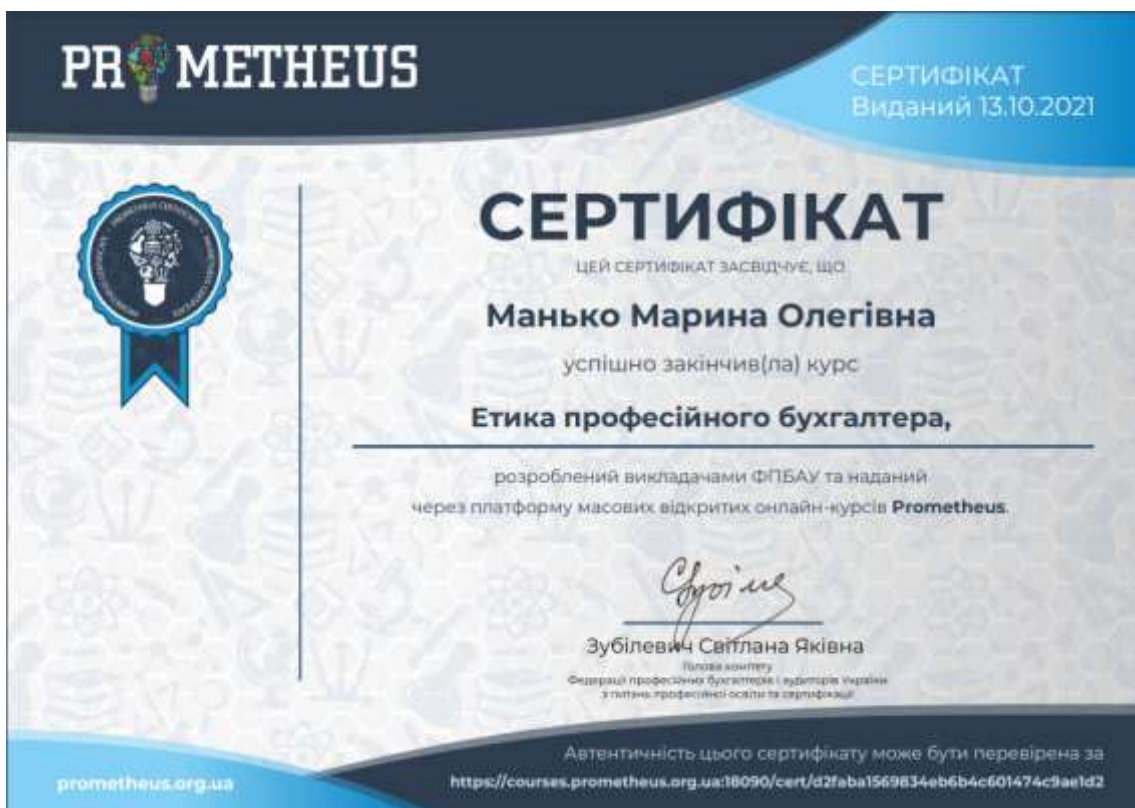 PROMETHEUS
СЕРТИФІКАТ
Виданий 13.10.2021
СЕРТИФІКАТ
ЦЕЙ СЕРТИФІКАТ ЗАСВІДЧУЄ, ЩО
Манько Марина Олегівна
успішно закінчив(ла) курс
Етика професійного бухгалтера,
розроблений викладачами ФПБАУ та наданий
через платформу масових відкритих онлайн-курсів Prometheus.
Зубілевич Світлана Яківна
Голова комітету
Федерації професійних бухгалтерів і аудиторів України
з питань професійної освіти та сертифікації
Автентичність цього сертифікату може бути перевірена за
prometheus.org.ua
https://courses.prometheus.org.ua:18090/cert/d2faba1569834eb6b4c601474c9ae1d2